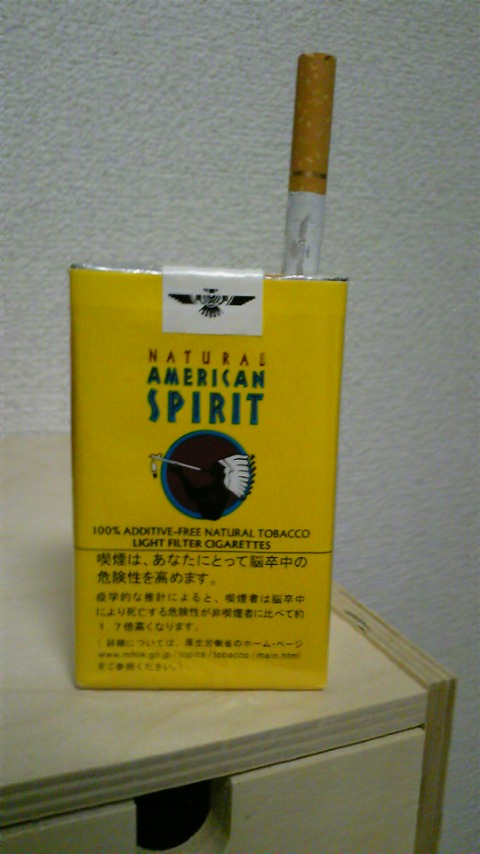 NATURAL
AMERICAN
SPIRIT
100% ADDITIVE-FREE NATURAL TOBACCO
LIGHT FILTER CIGARETTES
喫煙は、あなたにとって脳卒中の
危険性を高めます。
疫学的な推計によると、喫煙者は脳卒中
により死亡する危険性が非喫煙者に比べて約
1.7倍高くなります。
(詳細については、厚生労働省のホーム・ページ
www.mhlw.go.jp/topics/tobacco/main.html
をご参照ください。)